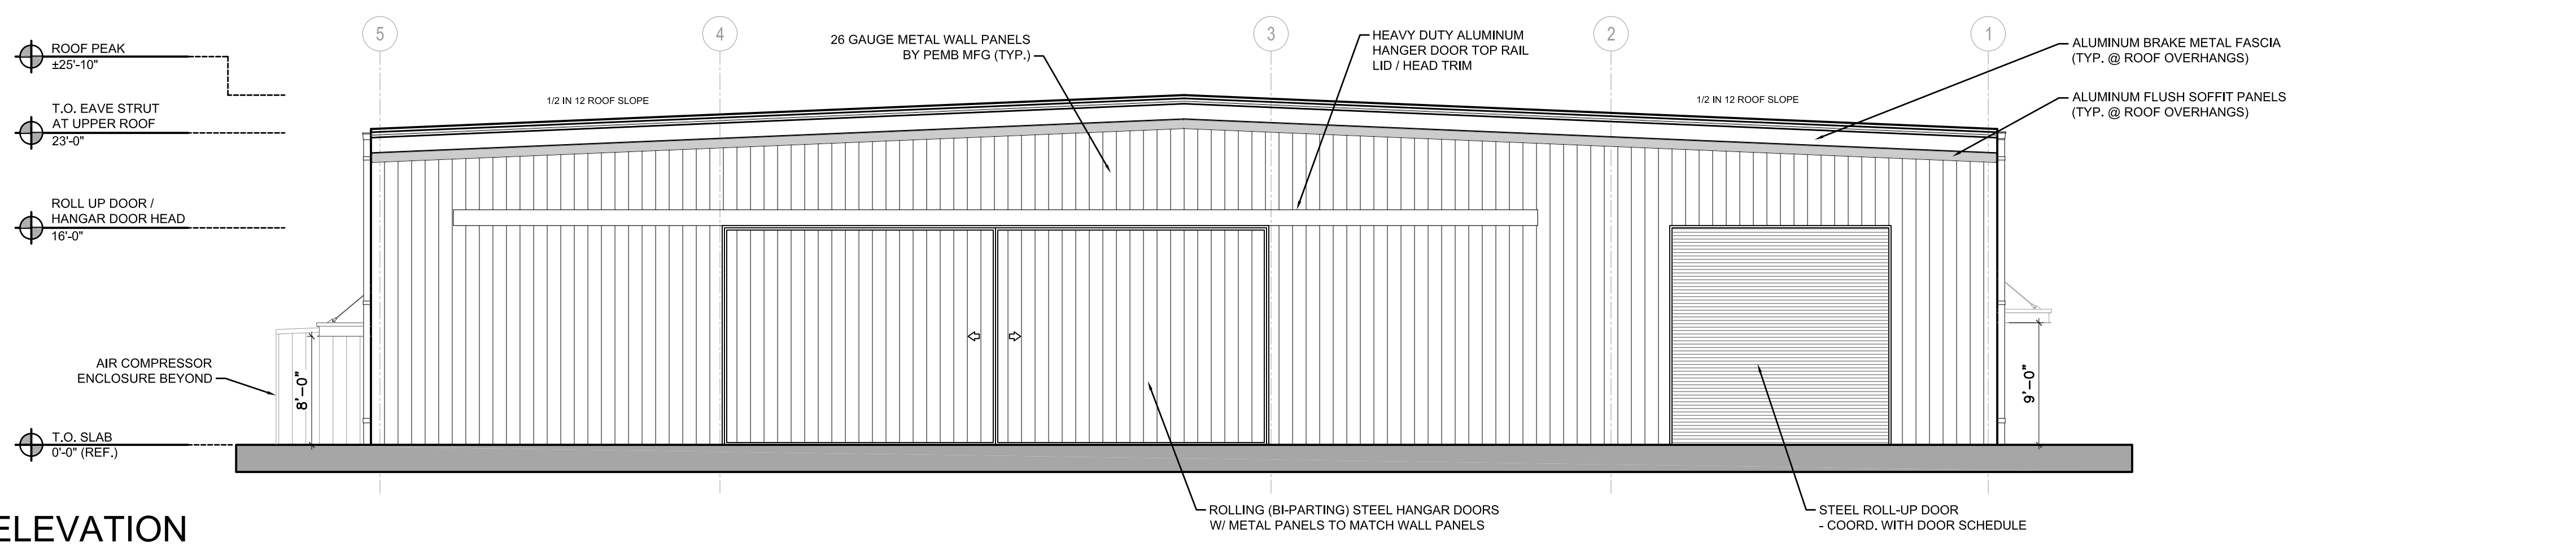 5
4
3
2
1
ROOF PEAK
±25'-10"
T.O. EAVE STRUT
AT UPPER ROOF
23'-0"
ROLL UP DOOR /
HANGAR DOOR HEAD
16'-0"
AIR COMPRESSOR
ENCLOSURE BEYOND
8'-0"
T.O. SLAB
0'-0" (REF.)
1/2 IN 12 ROOF SLOPE
26 GAUGE METAL WALL PANELS
BY PEMB MFG (TYP.)
HEAVY DUTY ALUMINUM
HANGER DOOR TOP RAIL
LID / HEAD TRIM
1/2 IN 12 ROOF SLOPE
ALUMINUM BRAKE METAL FASCIA
(TYP. @ ROOF OVERHANGS)
ALUMINUM FLUSH SOFFIT PANELS
(TYP. @ ROOF OVERHANGS)
9'-0"
ROLLING (BI-PARTING) STEEL HANGAR DOORS
W/ METAL PANELS TO MATCH WALL PANELS
STEEL ROLL-UP DOOR
- COORD. WITH DOOR SCHEDULE
ELEVATION